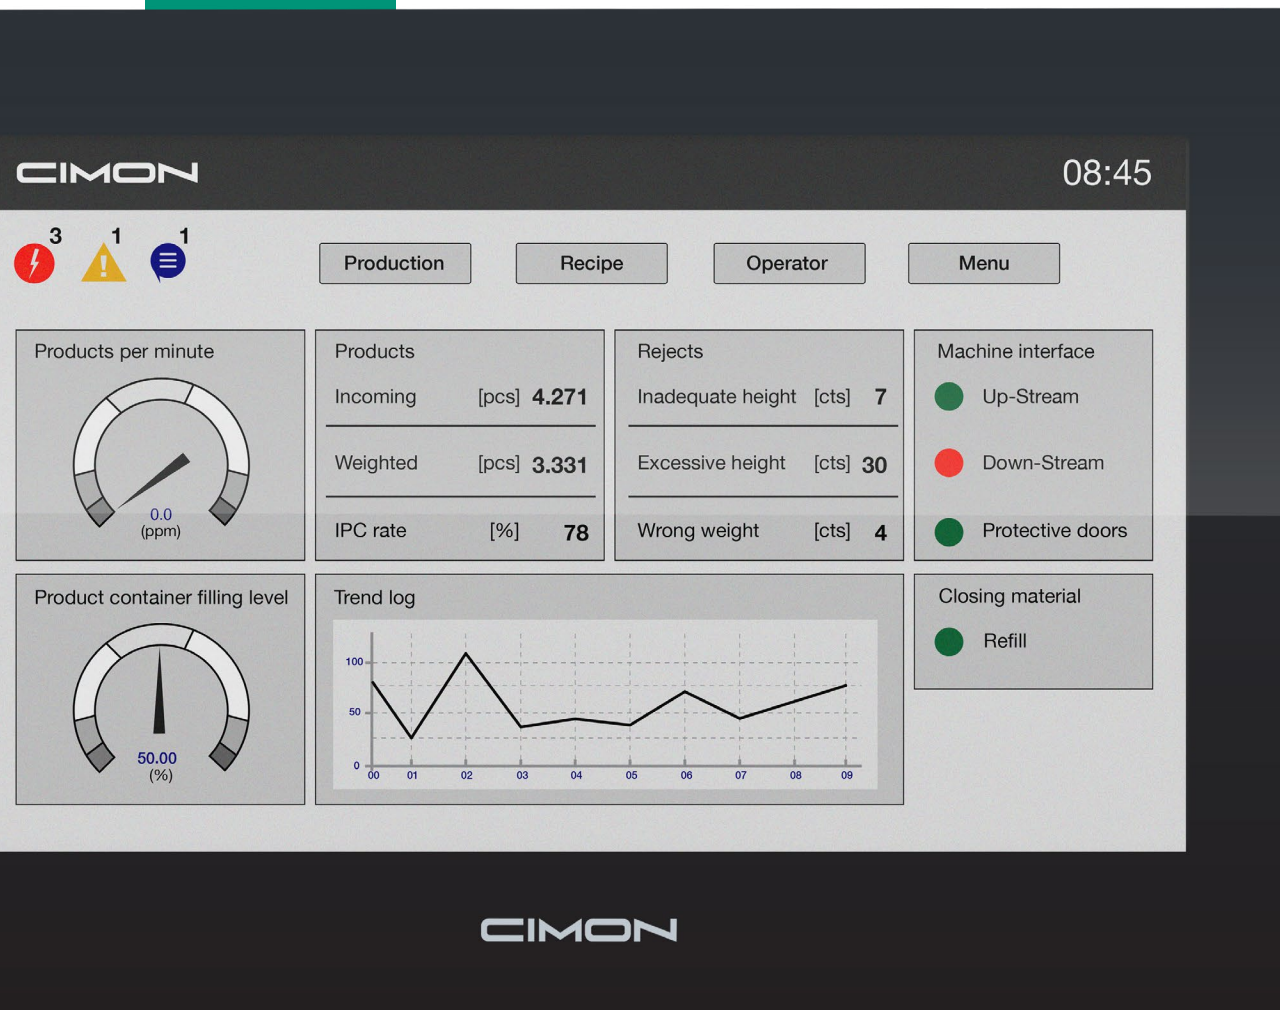 CIMON
08:45
3
1
1
Production
Recipe
Operator
Menu
Products per minute
0.0
(ppm)
Products
Incoming [pcs] 4.271
Weighted [pcs] 3.331
IPC rate [%] 78
Rejects
Inadequate height [cts] 7
Excessive height [cts] 30
Wrong weight [cts] 4
Machine interface
Up-Stream
Down-Stream
Protective doors
Product container filling level
50.00
(%)
Trend log
100
50
0
00 01 02 03 04 05 06 07 08 09
Closing material
Refill
CIMON